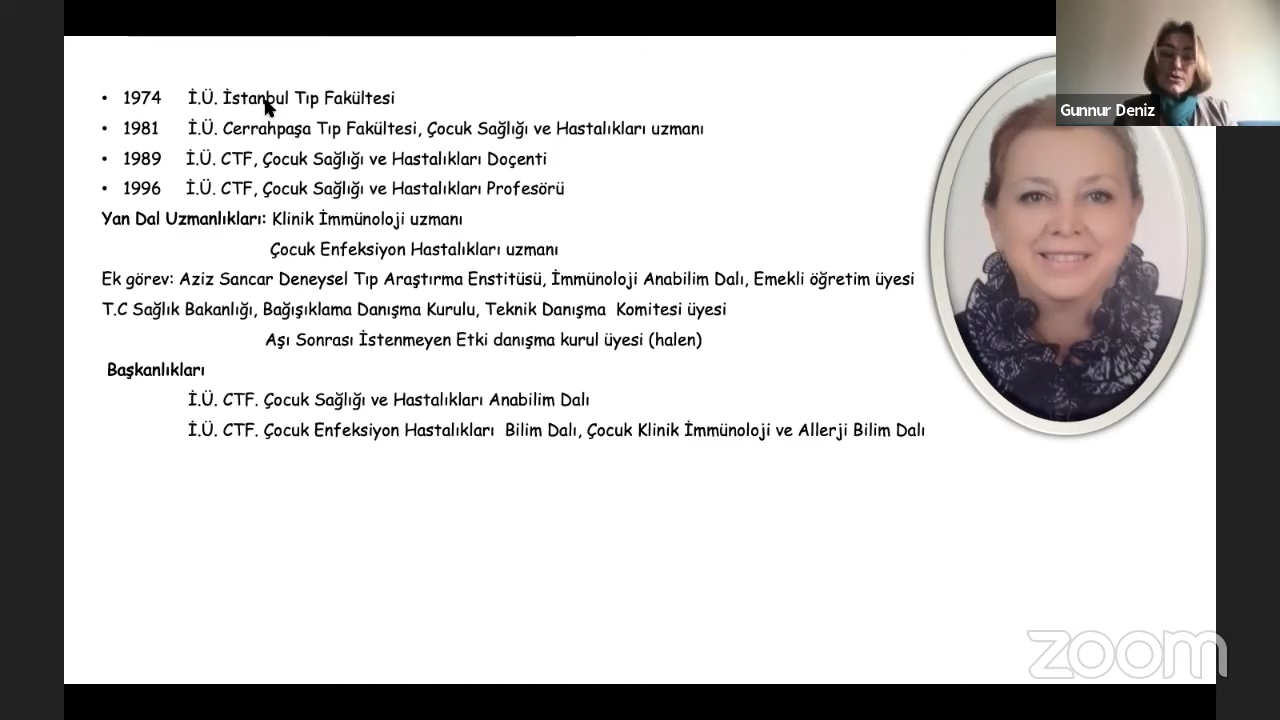 • 1974 İ.Ü. İstanbul Tıp Fakültesi
• 1981 İ.Ü. Cerrahpaşa Tıp Fakültesi, Çocuk Sağlığı ve Hastalıkları uzmanı
• 1989 İ.Ü. CTF, Çocuk Sağlığı ve Hastalıkları Doçenti
• 1996 İ.Ü. CTF, Çocuk Sağlığı ve Hastalıkları Profesörü
Yan Dal Uzmanlıkları: Klinik İmmünoloji uzmanı
Çocuk Enfeksiyon Hastalıkları uzmanı
Ek görev: Aziz Sancar Deneysel Tıp Araştırma Enstitüsü, İmmünoloji Anabilim Dalı, Emekli öğretim üyesi
T.C Sağlık Bakanlığı, Bağışıklama Danışma Kurulu, Teknik Danışma Komitesi üyesi
Aşı Sonrası İstenmeyen Etki danışma kurul üyesi (halen)
Başkanlıkları
İ.Ü. CTF. Çocuk Sağlığı ve Hastalıkları Anabilim Dalı
İ.Ü. CTF. Çocuk Enfeksiyon Hastalıkları Bilim Dalı, Çocuk Klinik İmmünoloji ve Allerji Bilim Dalı
Gunnur Deniz
zoom